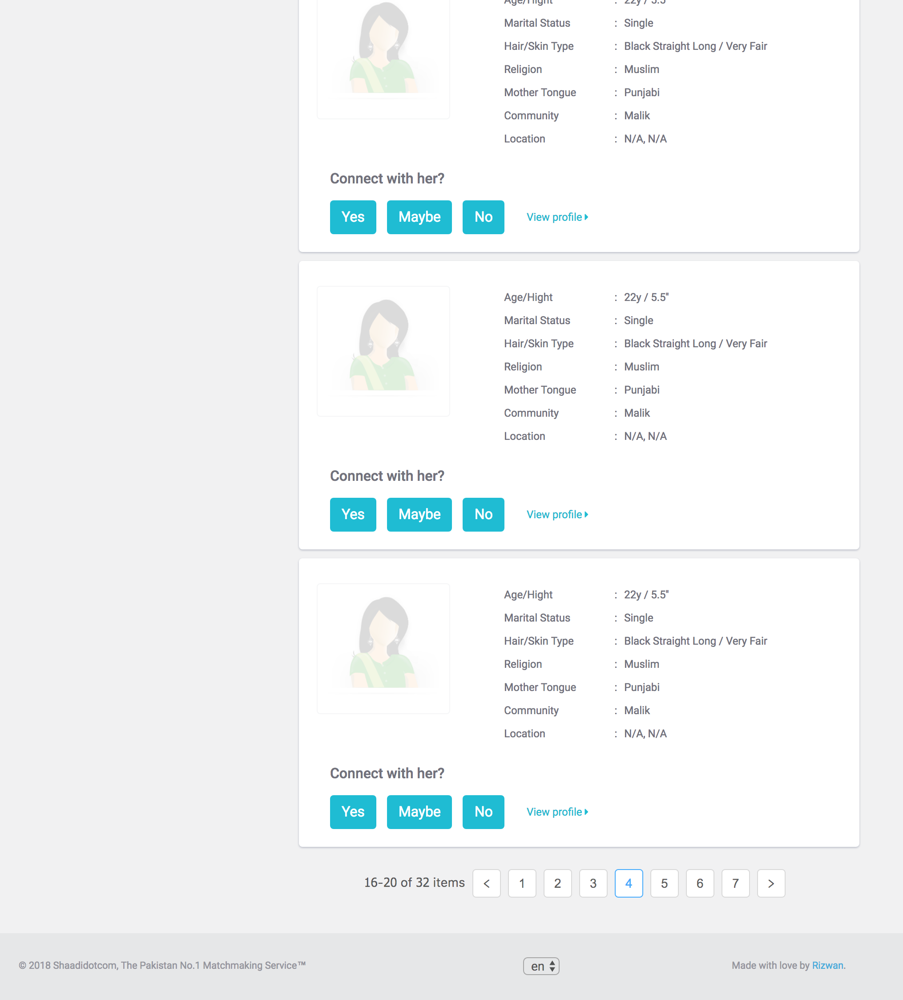 Age/Hight : 22y / 5.5"
Marital Status : Single
Hair/Skin Type : Black Straight Long / Very Fair
Religion : Muslim
Mother Tongue : Punjabi
Community : Malik
Location : N/A, N/A
Connect with her?
Yes Maybe No View profile
Age/Hight : 22y / 5.5"
Marital Status : Single
Hair/Skin Type : Black Straight Long / Very Fair
Religion : Muslim
Mother Tongue : Punjabi
Community : Malik
Location : N/A, N/A
Connect with her?
Yes Maybe No View profile
Age/Hight : 22y / 5.5"
Marital Status : Single
Hair/Skin Type : Black Straight Long / Very Fair
Religion : Muslim
Mother Tongue : Punjabi
Community : Malik
Location : N/A, N/A
Connect with her?
Yes Maybe No View profile
16-20 of 32 items < 1 2 3 4 5 6 7 >
© 2018 Shaadidotcom, The Pakistan No.1 Matchmaking Service™ en Made with love by Rizwan.